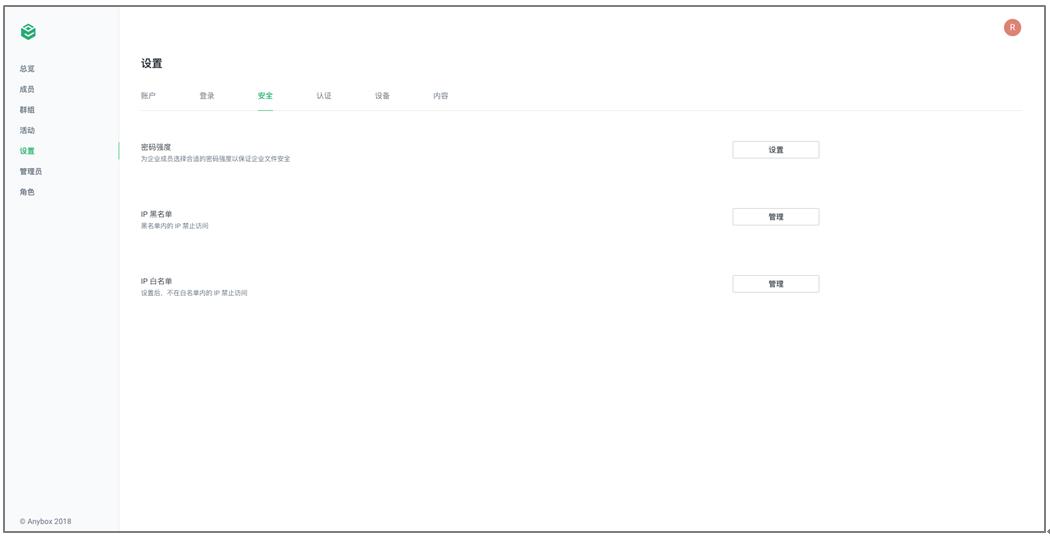 R
总览
成员
群组
活动
设置
管理员
角色
设置
账户 登录 安全 认证 设备 内容
密码强度
为企业成员选择合适的密码强度以保证企业文件安全
设置
IP 黑名单
黑名单内的 IP 禁止访问
管理
IP 白名单
设置后，不在白名单内的 IP 禁止访问
管理
© Anybox 2018